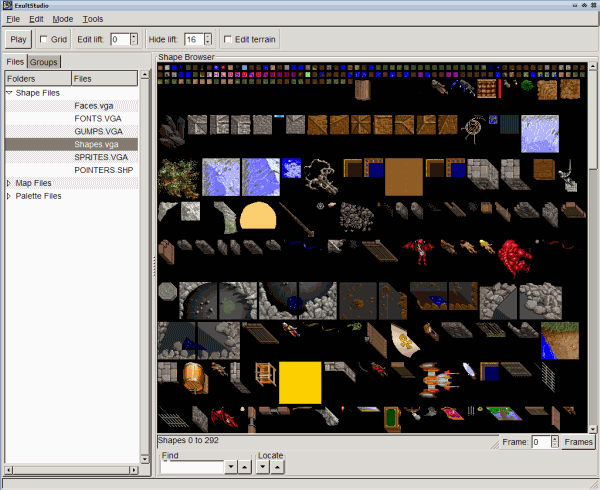 ExultStudio
File Edit Mode Tools
Play Grid Edit lift: 0 Hide lift: 16 Edit terrain
Files Groups
Shape Browser
Folders Files
Shape Files
Faces.vga
FONTS.VGA
GUMPS.VGA
Shapes.vga
SPRITES.VGA
POINTERS.SHP
Map Files
Palette Files
Shapes 0 to 292
Frame: 0 Frames
Find Locate